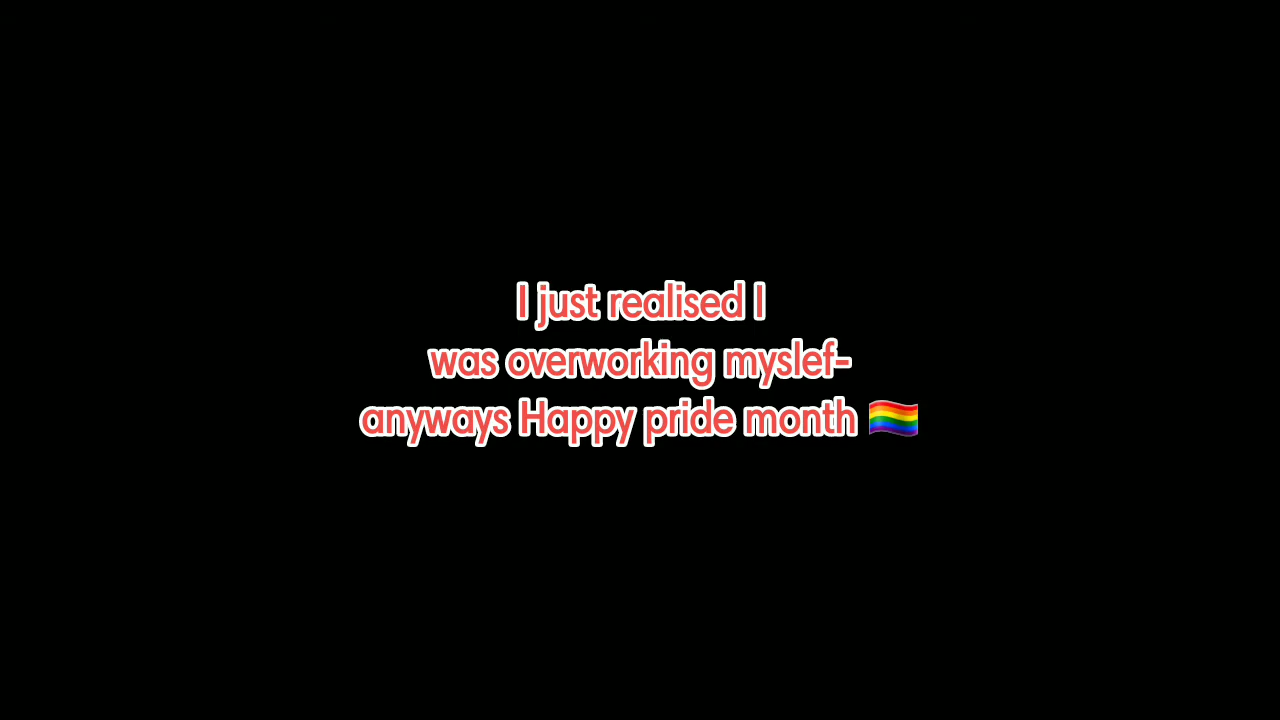 I just realised I
was overworking myslef-
anyways Happy pride month 🏳️‍🌈